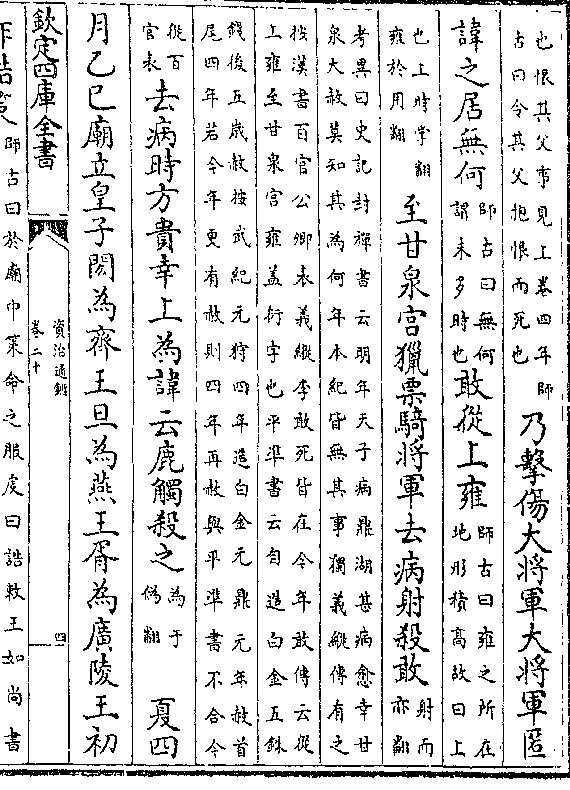 也恨其父事見上卷四年師
古曰令其父抱恨而死也
乃擊傷大將軍大將軍匿
諱之居無何
師古曰無何
謂未多時也
敢從上雍
師古曰雍之所在
地形積高故曰上
也上時掌翻
雍於用翻
至甘泉宮獵票騎將軍去病射殺敢
射而
亦翻
考異曰史記封禪書云明年天子病鼎湖甚病愈幸甘
泉大赦莫知其為何年本紀皆無其事獨義縱傳有之
按漢書百官公卿表義縱李敢死皆在今年敢傳云從
上雍至甘泉宮雍蓋衍字也平準書云自造白金五銖
錢後五歲赦按武紀元狩四年造白金元鼎元年赦首
尾四年若今年更有赦則四年再赦與平準書不合今
從百
官表
去病時方貴幸上為諱云鹿觸殺之
為于
偽翻
夏四
月乙巳廟立皇子閎為齊王旦為燕王胥為廣陵王初
欽定四庫全書
資治通鑑
卷二十
四
作誥策
師古曰於廟中策命之服虔曰誥敕王如尚書